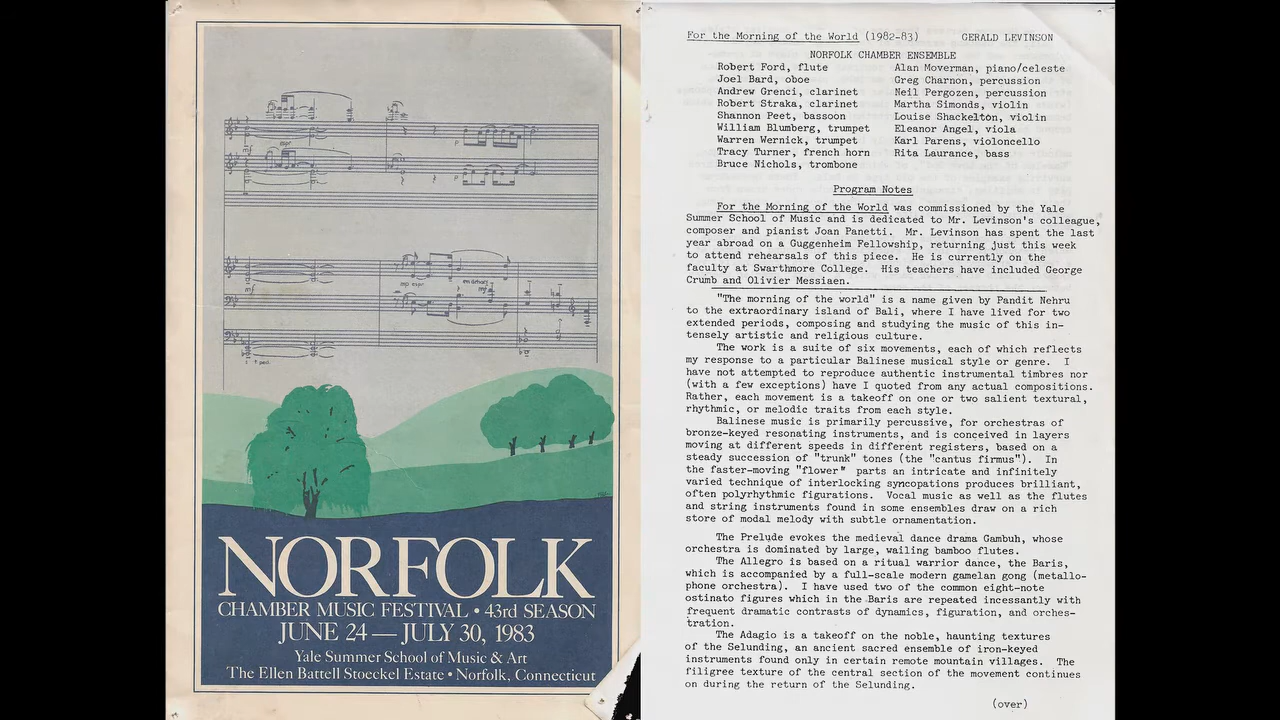 NORFOLK
CHAMBER MUSIC FESTIVAL • 43rd SEASON
JUNE 24 — JULY 30, 1983
Yale Summer School of Music & Art
The Ellen Battell Stoeckel Estate • Norfolk, Connecticut
For the Morning of the World (1982-83) GERALD LEVINSON
NORFOLK CHAMBER ENSEMBLE
Robert Ford, flute
Joel Bard, oboe
Andrew Grenci, clarinet
Robert Straka, clarinet
Shannon Peet, bassoon
William Blumberg, trumpet
Warren Wernick, trumpet
Tracy Turner, french horn
Bruce Nichols, trombone
Alan Moverman, piano/celeste
Greg Charnon, percussion
Neil Pergozen, percussion
Martha Simonds, violin
Louise Shackelton, violin
Eleanor Angel, viola
Karl Parens, violoncello
Rita Laurance, bass
Program Notes
For the Morning of the World was commissioned by the Yale
Summer School of Music and is dedicated to Mr. Levinson's colleague,
composer and pianist Joan Panetti. Mr. Levinson has spent the last
year abroad on a Guggenheim Fellowship, returning just this week
to attend rehearsals of this piece. He is currently on the
faculty at Swarthmore College. His teachers have included George
Crumb and Olivier Messiaen.
"The morning of the world" is a name given by Pandit Nehru
to the extraordinary island of Bali, where I have lived for two
extended periods, composing and studying the music of this in-
tensely artistic and religious culture.
The work is a suite of six movements, each of which reflects
my response to a particular Balinese musical style or genre. I
have not attempted to reproduce authentic instrumental timbres nor
(with a few exceptions) have I quoted from any actual compositions.
Rather, each movement is a takeoff on one or two salient textural,
rhythmic, or melodic traits from each style.
Balinese music is primarily percussive, for orchestras of
bronze-keyed resonating instruments, and is conceived in layers
moving at different speeds in different registers, based on a
steady succession of "trunk" tones (the "cantus firmus"). In
the faster-moving "flower" parts an intricate and infinitely
varied technique of interlocking syncopations produces brilliant,
often polyrhythmic figurations. Vocal music as well as the flutes
and string instruments found in some ensembles draw on a rich
store of modal melody with subtle ornamentation.
The Prelude evokes the medieval dance drama Gambuh, whose
orchestra is dominated by large, wailing bamboo flutes.
The Allegro is based on a ritual warrior dance, the Baris,
which is accompanied by a full-scale modern gamelan gong (metallo-
phone orchestra). I have used two of the common eight-note
ostinato figures which in the Baris are repeated incessantly with
frequent dramatic contrasts of dynamics, figuration, and orches-
tration.
The Adagio is a takeoff on the noble, haunting textures
of the Selunding, an ancient sacred ensemble of iron-keyed
instruments found only in certain remote mountain villages. The
filigree texture of the central section of the movement continues
on during the return of the Selunding.
(over)